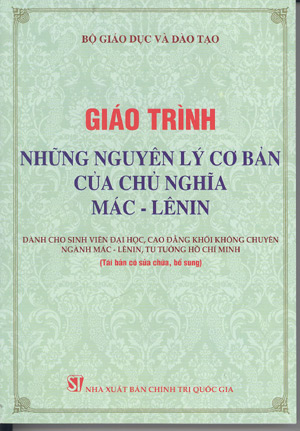 BỘ GIÁO DỤC VÀ ĐÀO TẠO
GIÁO TRÌNH
NHỮNG NGUYÊN LÝ CƠ BẢN
CỦA CHỦ NGHĨA
MÁC - LÊNIN
DÀNH CHO SINH VIÊN ĐẠI HỌC, CAO ĐẲNG KHỐI KHÔNG CHUYÊN
NGÀNH MÁC - LÊNIN, TƯ TƯỞNG HỒ CHÍ MINH
(Tái bản có sửa chữa, bổ sung)
ST
NHÀ XUẤT BẢN CHÍNH TRỊ QUỐC GIA